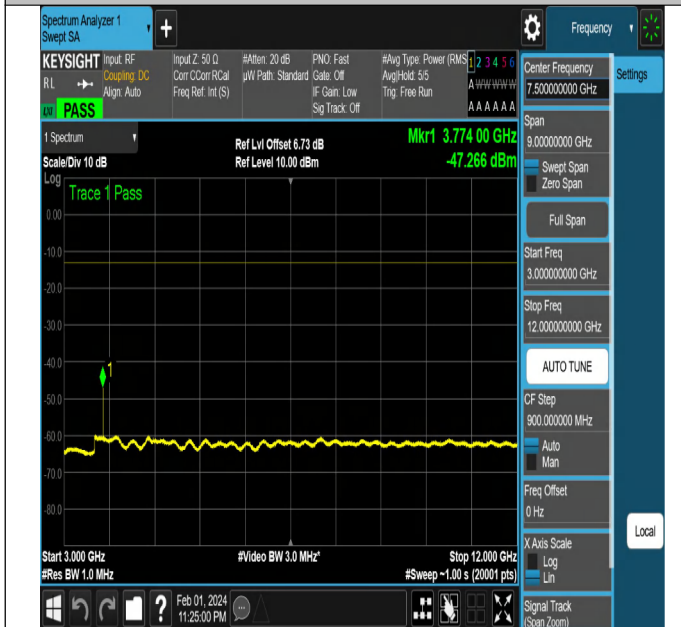 Spectrum Analyzer 1
Swept SA
+
Frequency
KEYSIGHT
RL
PASS
Input: RF
Coupling: DC
Align: Auto
Input Z: 50 Ω
Corr CCorr RCal
Freq Ref: Int (S)
#Atten: 20 dB
µW Path: Standard
PNO: Fast
Gate: Off
IF Gain: Low
Sig Track: Off
#Avg Type: Power (RMS
Avg|Hold: 5/5
Trig: Free Run
1 2 3 4 5 6
A W W W W W
A A A A A A
1 Spectrum
Scale/Div 10 dB
Ref Lvl Offset 6.73 dB
Ref Level 10.00 dBm
Mkr1 3.774 00 GHz
-47.266 dBm
Log
Trace 1 Pass
0.00
-10.0
-20.0
-30.0
-40.0
1
-50.0
-60.0
-70.0
-80.0
Start 3.000 GHz
#Res BW 1.0 MHz
#Video BW 3.0 MHz*
Stop 12.000 GHz
#Sweep ~1.00 s (20001 pts)
Feb 01, 2024
11:25:00 PM
Center Frequency
7.500000000 GHz
Settings
Span
9.00000000 GHz
Swept Span
Zero Span
Full Span
Start Freq
3.000000000 GHz
Stop Freq
12.000000000 GHz
AUTO TUNE
CF Step
900.000000 MHz
Auto
Man
Freq Offset
0 Hz
X Axis Scale
Log
Lin
Signal Track
(Span Zoom)
Local